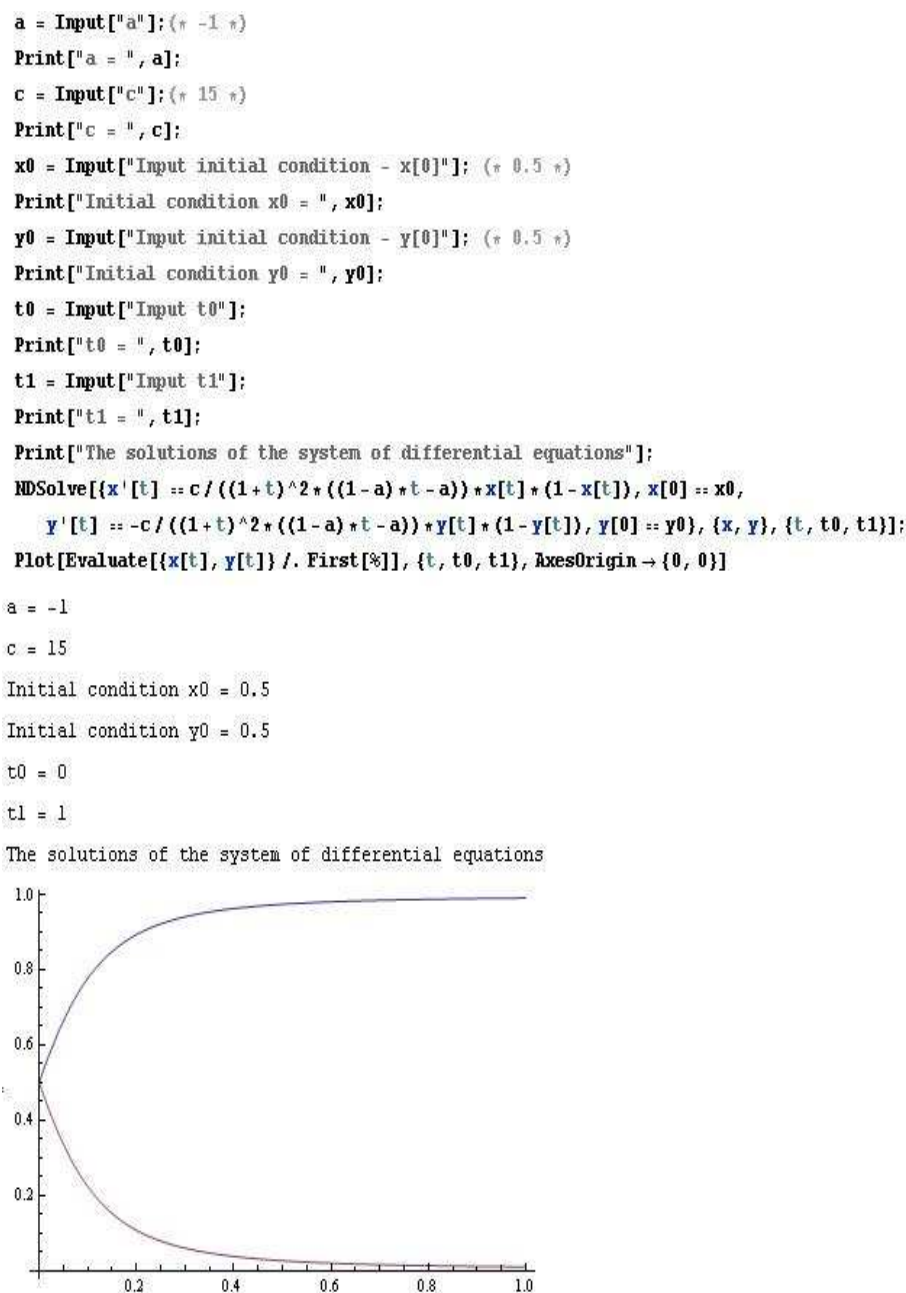 a = Input["a"];(* -1 *)
Print["a = ", a];
c = Input["c"];(* 15 *)
Print["c = ", c];
x0 = Input["Input initial condition - x[0]"]; (* 0.5 *)
Print["Initial condition x0 = ", x0];
y0 = Input["Input initial condition - y[0]"]; (* 0.5 *)
Print["Initial condition y0 = ", y0];
t0 = Input["Input t0"];
Print["t0 = ", t0];
t1 = Input["Input t1"];
Print["t1 = ", t1];
Print["The solutions of the system of differential equations"];
NDSolve[{x'[t] == c / ((1 + t)^2 * ((1 - a) * t - a)) * x[t] * (1 - x[t]), x[0] == x0,
y'[t] == -c / ((1 + t)^2 * ((1 - a) * t - a)) * y[t] * (1 - y[t]), y[0] == y0}, {x, y}, {t, t0, t1}];
Plot[Evaluate[{x[t], y[t]} /. First[%]], {t, t0, t1}, AxesOrigin → {0, 0}]
a = -1
c = 15
Initial condition x0 = 0.5
Initial condition y0 = 0.5
t0 = 0
t1 = 1
The solutions of the system of differential equations
1.0
0.8
0.6
0.4
0.2
0.2 0.4 0.6 0.8 1.0